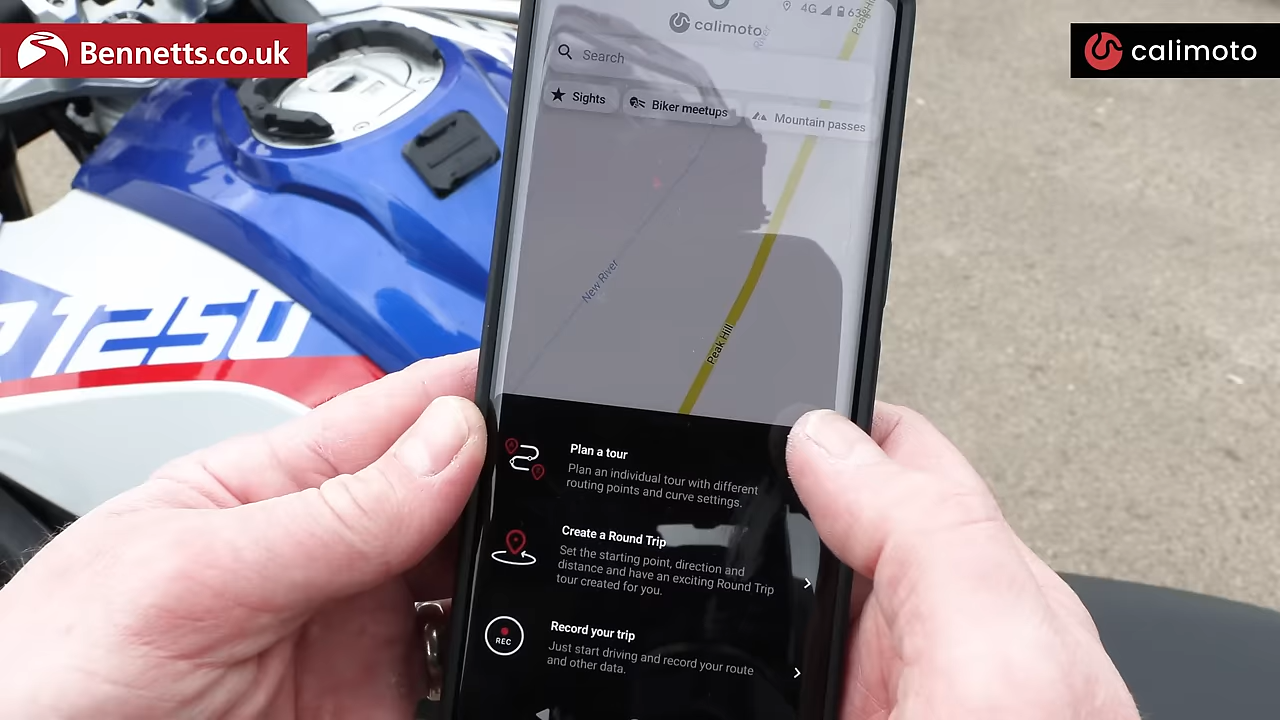 Bennetts.co.uk
calimoto
4G
calimoto
River
Search
Sights
Biker meetups
Mountain passes
New River
Peak Hill
1250
Plan a tour
Plan an individual tour with different
routing points and curve settings.
Create a Round Trip
Set the starting point, direction and
distance and have an exciting Round Trip
tour created for you.
REC
Record your trip
Just start driving and record your route
and other data.